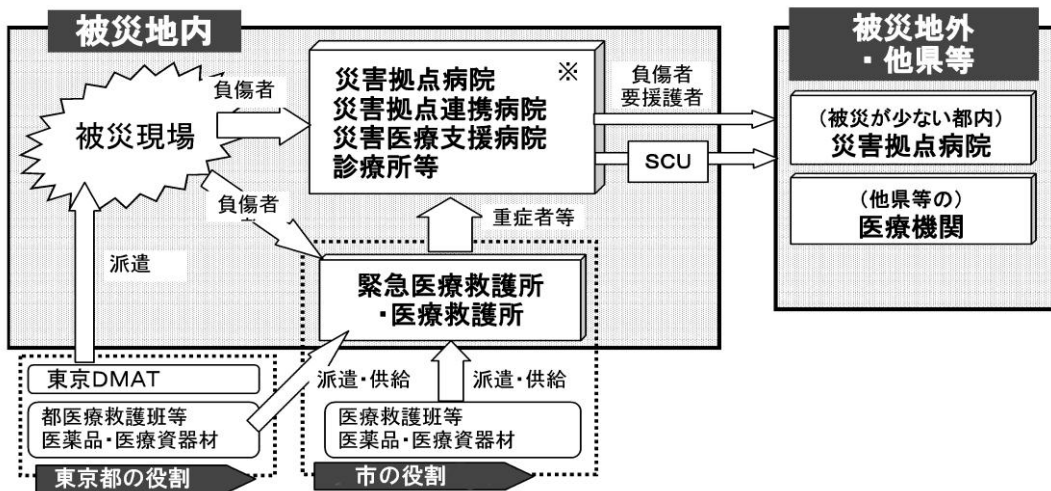 被災地内
被災地外
・他県等
被災現場
負傷者
災害拠点病院
※
災害拠点連携病院
災害医療支援病院
診療所等
負傷者
要援護者
SCU
(被災が少ない都内)
災害拠点病院
(他県等の)
医療機関
負傷者
重症者等
派遣
緊急医療救護所
・医療救護所
東京DMAT
派遣・供給
派遣・供給
都医療救護班等
医薬品・医療資器材
医療救護班等
医薬品・医療資器材
東京都の役割
市の役割